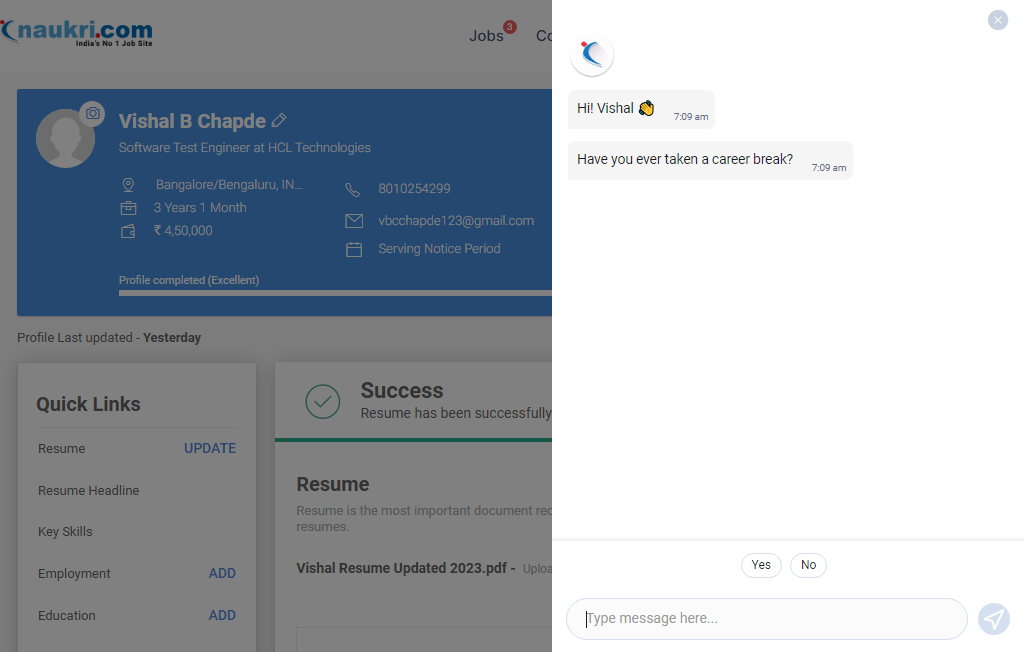 naukri.com
India's No 1 Job Site
Jobs
3
Co
Vishal B Chapde
Software Test Engineer at HCL Technologies
Bangalore/Bengaluru, IN...
8010254299
3 Years 1 Month
vbcchapde123@gmail.com
₹ 4,50,000
Serving Notice Period
Profile completed (Excellent)
Profile Last updated - Yesterday
Quick Links
Resume UPDATE
Resume Headline
Key Skills
Employment ADD
Education ADD
Success
Resume has been successfully
Resume
Resume is the most important document rec
resumes.
Vishal Resume Updated 2023.pdf - Uploa
Hi! Vishal 👏 7:09 am
Have you ever taken a career break? 7:09 am
Yes No
Type message here...